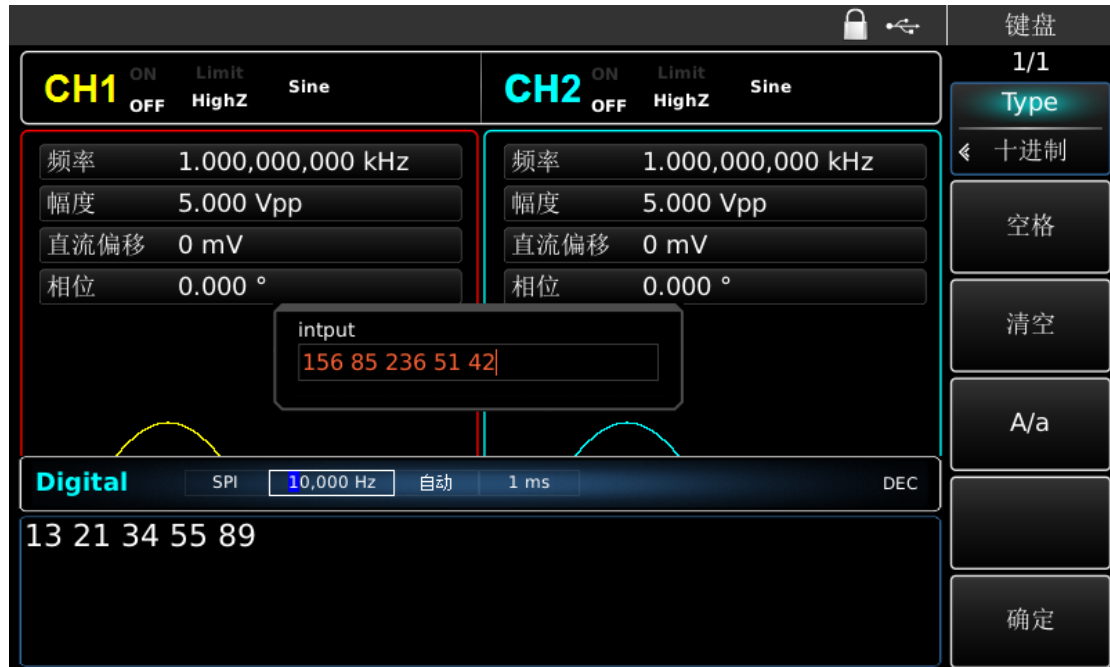 键盘
1/1
CH1 ON OFF Limit HighZ Sine
CH2 ON OFF Limit HighZ Sine
Type
十进制
频率 1.000,000,000 kHz
幅度 5.000 Vpp
直流偏移 0 mV
相位 0.000 °
频率 1.000,000,000 kHz
幅度 5.000 Vpp
直流偏移 0 mV
相位 0.000 °
空格
清空
A/a
确定
intput
156 85 236 51 42
Digital SPI 10,000 Hz 自动 1 ms DEC
13 21 34 55 89